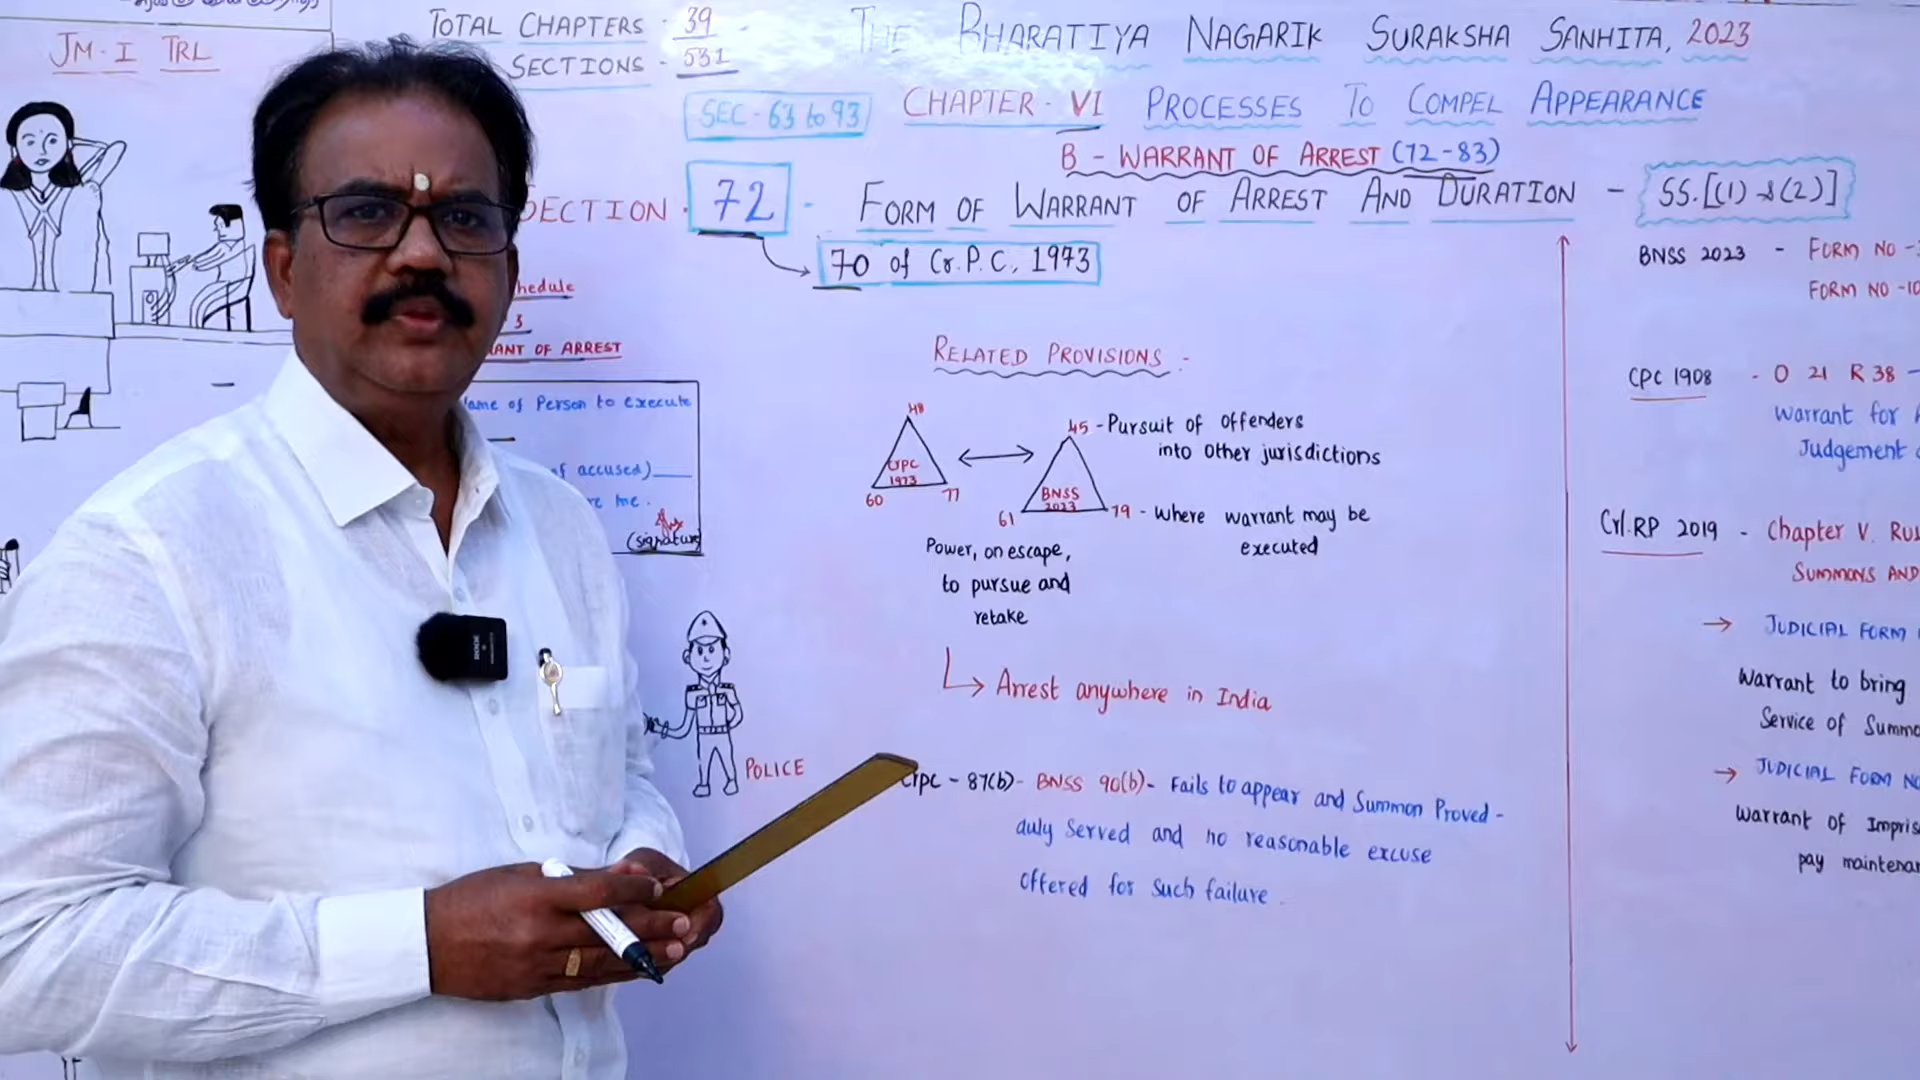 JM-I TRL
TOTAL CHAPTERS - 39
SECTIONS - 531
THE BHARATIYA NAGARIK SURAKSHA SANHITA, 2023
SEC-63 to 93
CHAPTER-VI PROCESSES TO COMPEL APPEARANCE
B - WARRANT OF ARREST (72-83)
SECTION - 72 - FORM OF WARRANT OF ARREST AND DURATION - SS.[(1) & (2)]
70 of Cr.P.C., 1973
3
OF ARREST
of Person to execute
accused)
me.
(signature)
POLICE
RELATED PROVISIONS -
48
CrPC
1973
60
77
45 - Pursuit of offenders
into other jurisdictions
BNSS
2023
61
79 - where warrant may be
executed
Power, on escape,
to pursue and
retake
Arrest anywhere in India
CrPC - 87(b) - BNSS 90(b) - Fails to appear and Summon Proved -
duly Served and no reasonable excuse
offered for such failure.
BNSS 2023 - FORM NO -
FORM NO -10
CPC 1908 - O 21 R 38 -
Warrant for
Judgement
Crl.RP 2019 - Chapter V.
SUMMONS AND
→ JUDICIAL FORM
Warrant to bring
Service of
→ JUDICIAL FORM
Warrant of
pay